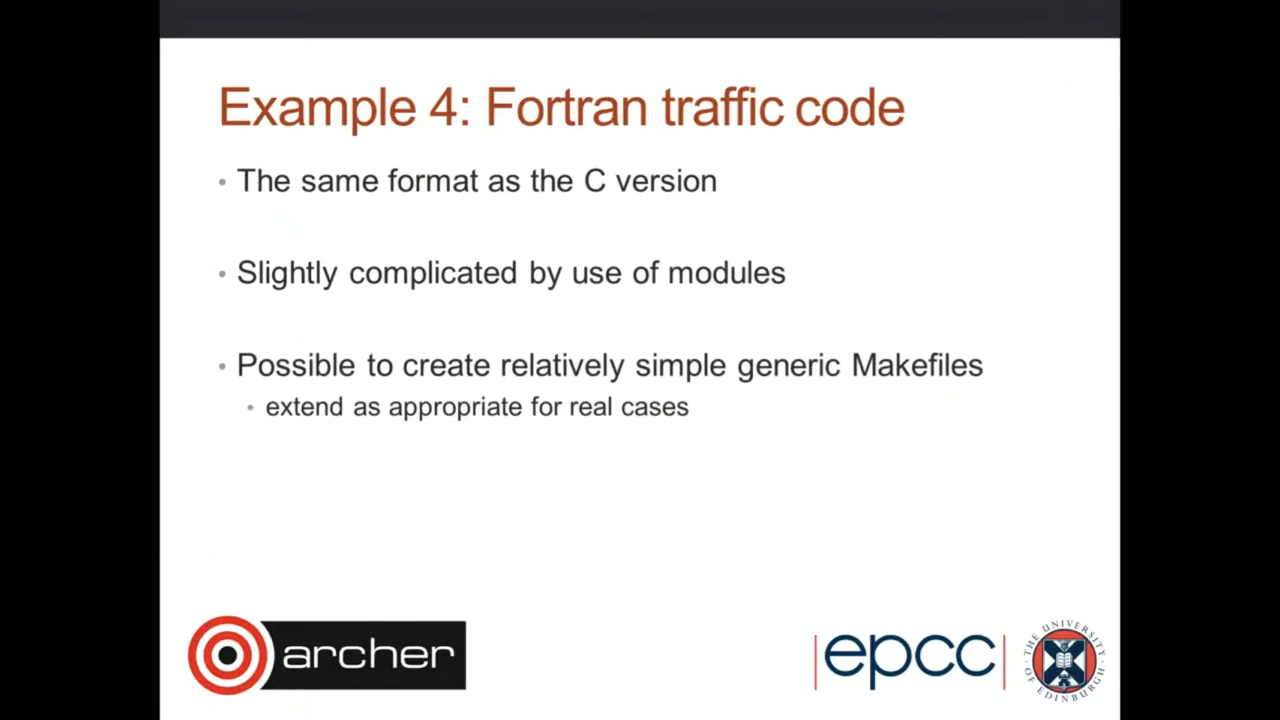 Example 4: Fortran traffic code
• The same format as the C version
• Slightly complicated by use of modules
• Possible to create relatively simple generic Makefiles
• extend as appropriate for real cases
archer
epcc
THE UNIVERSITY OF EDINBURGH